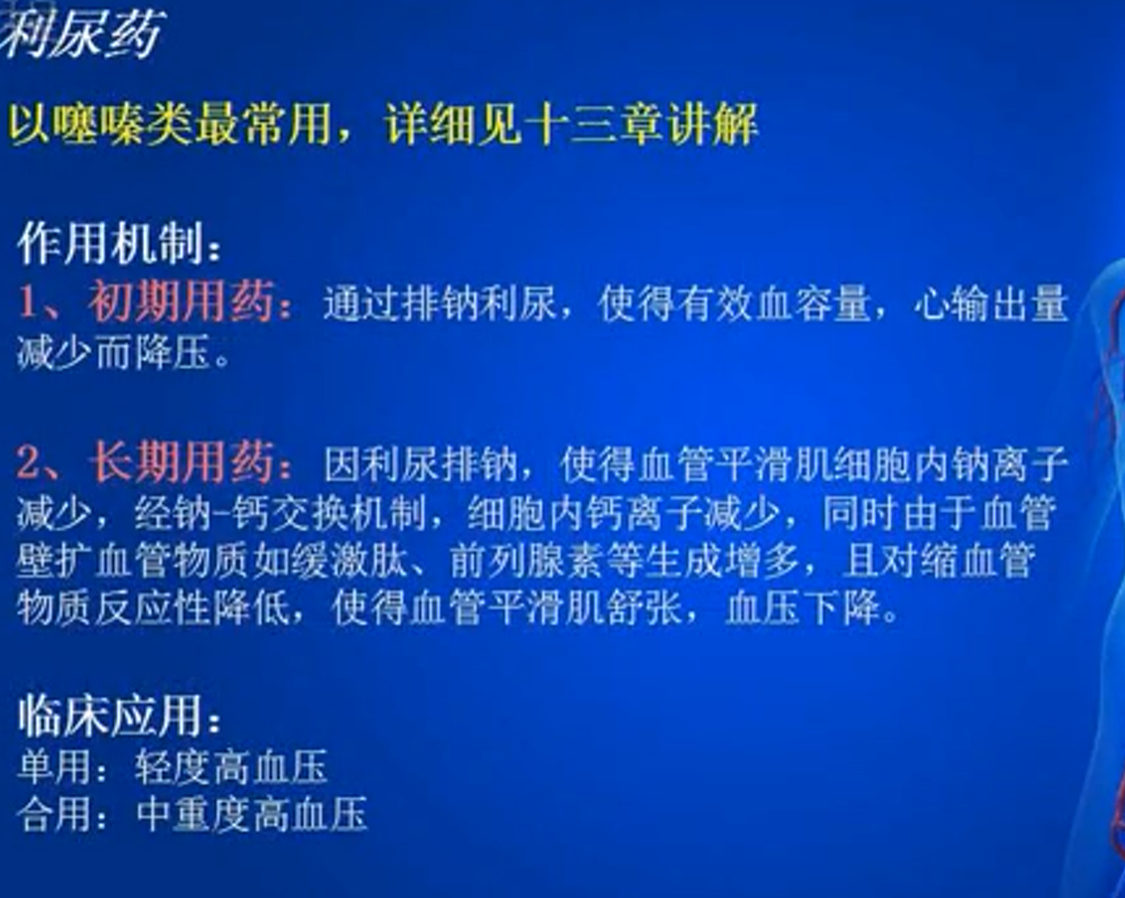 利尿药
以噻嗪类最常用，详细见十三章讲解
作用机制：
1、初期用药：通过排钠利尿，使得有效血容量，心输出量
减少而降压。
2、长期用药：因利尿排钠，使得血管平滑肌细胞内钠离子
减少，经钠-钙交换机制，细胞内钙离子减少，同时由于血管
壁扩血管物质如缓激肽、前列腺素等生成增多，且对缩血管
物质反应性降低，使得血管平滑肌舒张，血压下降。
临床应用：
单用：轻度高血压
合用：中重度高血压